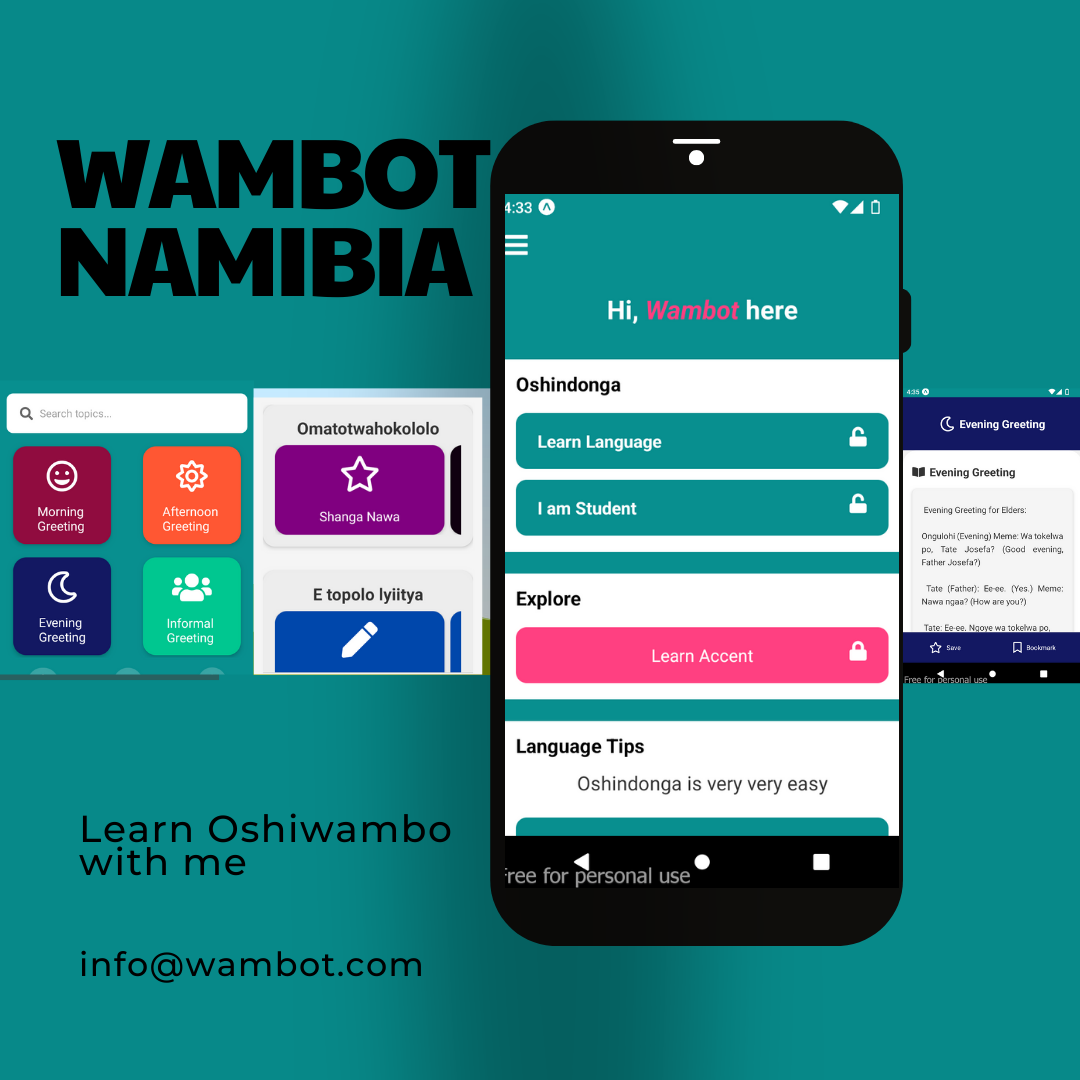 WAMBOT
NAMIBIA
Search topics...
Morning
Greeting
Afternoon
Greeting
Evening
Greeting
Informal
Greeting
Omatotwahokololo
Shanga Nawa
E topolo lyiitya
4:33
Hi, Wambot here
Oshindonga
Learn Language
I am Student
Explore
Learn Accent
Language Tips
Oshindonga is very very easy
Free for personal use
4:35
Evening Greeting
Evening Greeting
Evening Greeting for Elders:
Ongulohi (Evening) Meme: Wa tokelwa
po, Tate Josefa? (Good evening,
Father Josefa?)
Tate (Father): Ee-ee. (Yes.) Meme:
Nawa ngaa? (How are you?)
Tate: Ee-ee. Ngoye wa tokelwa po,
Save
Bookmark
Free for personal use
Learn Oshiwambo
with me
info@wambot.com